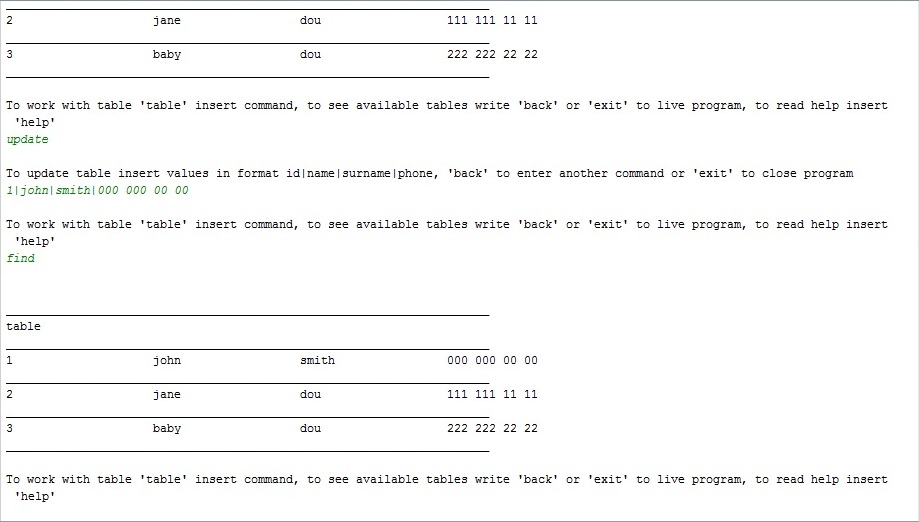 2 jane dou 111 111 11 11
3 baby dou 222 222 22 22
To work with table 'table' insert command, to see available tables write 'back' or 'exit' to live program, to read help insert
'help'
update
To update table insert values in format id|name|surname|phone, 'back' to enter another command or 'exit' to close program
1|john|smith|000 000 00 00
To work with table 'table' insert command, to see available tables write 'back' or 'exit' to live program, to read help insert
'help'
find
table
1 john smith 000 000 00 00
2 jane dou 111 111 11 11
3 baby dou 222 222 22 22
To work with table 'table' insert command, to see available tables write 'back' or 'exit' to live program, to read help insert
'help'